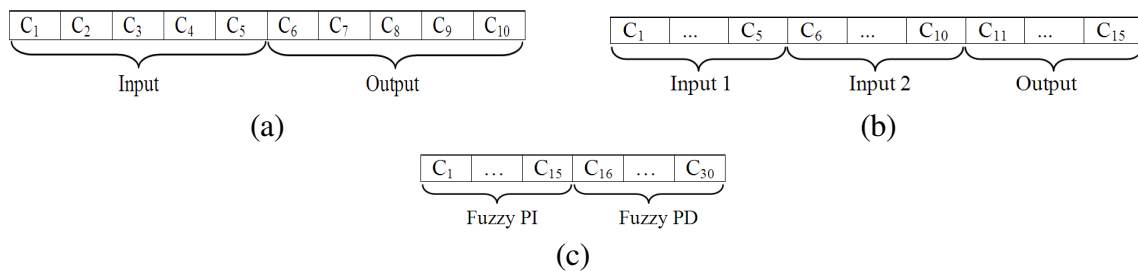 C1 C2 C3 C4 C5 C6 C7 C8 C9 C10
Input Output
(a)
C1 ... C5 C6 ... C10 C11 ... C15
Input 1 Input 2 Output
(b)
C1 ... C15 C16 ... C30
Fuzzy PI Fuzzy PD
(c)